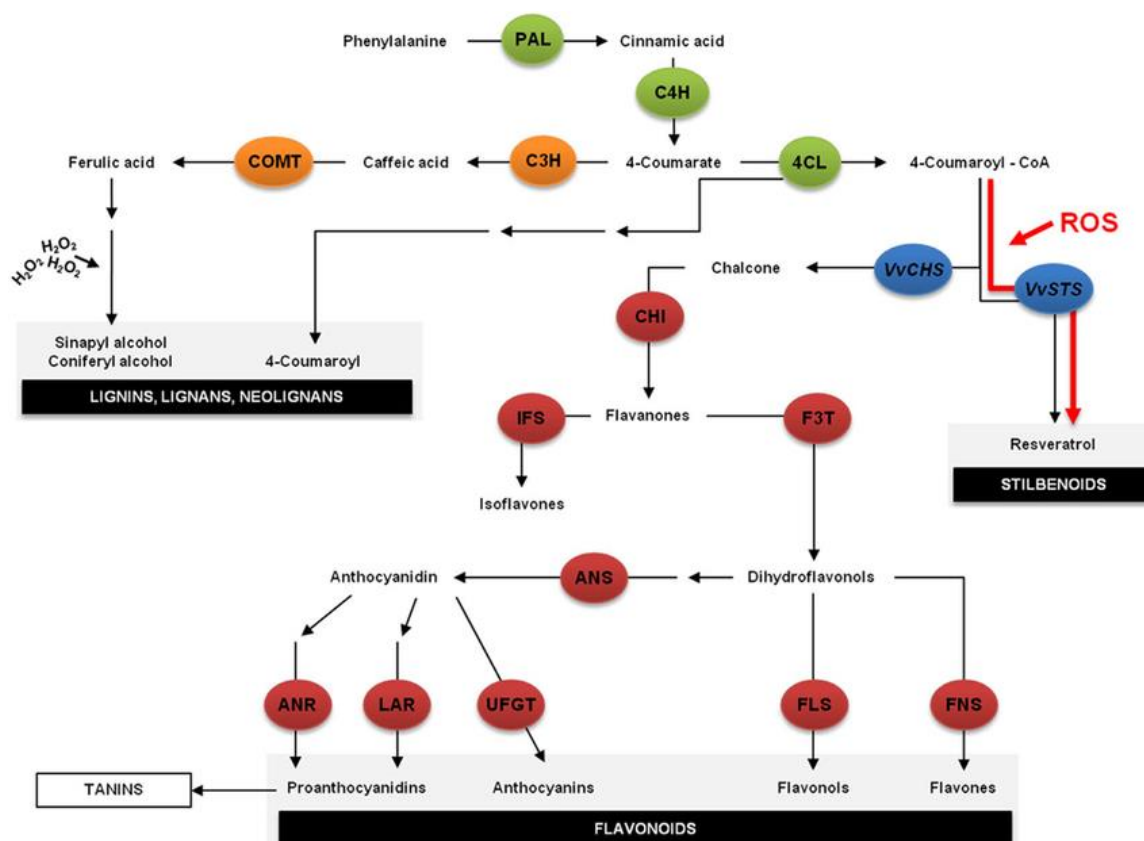 Phenylalanine
PAL
Cinnamic acid
C4H
Ferulic acid
COMT
Caffeic acid
C3H
4-Coumarate
4CL
4-Coumaroyl - CoA
ROS
H₂O₂
H₂O₂ H₂O₂
Chalcone
VvCHS
VvSTS
CHI
Sinapyl alcohol
Coniferyl alcohol
4-Coumaroyl
LIGNINS, LIGNANS, NEOLIGNANS
IFS
Flavanones
F3T
Resveratrol
STILBENOIDS
Isoflavones
Anthocyanidin
ANS
Dihydroflavonols
ANR
LAR
UFGT
FLS
FNS
TANINS
Proanthocyanidins
Anthocyanins
Flavonols
Flavones
FLAVONOIDS